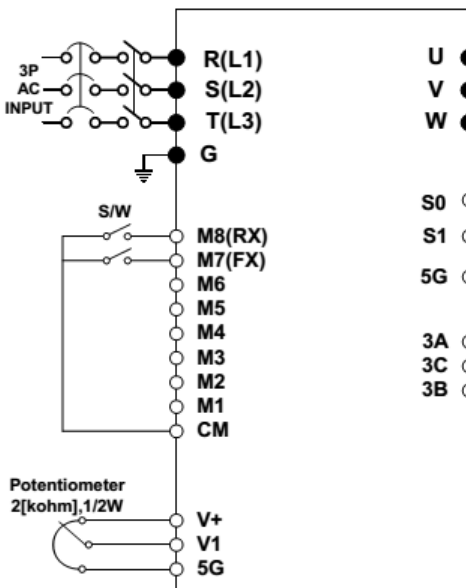 3P
AC
INPUT
R(L1)
S(L2)
T(L3)
G
U
V
W
S/W
M8(RX)
M7(FX)
M6
M5
M4
M3
M2
M1
CM
S0
S1
5G
3A
3C
3B
Potentiometer
2[kohm],1/2W
V+
V1
5G